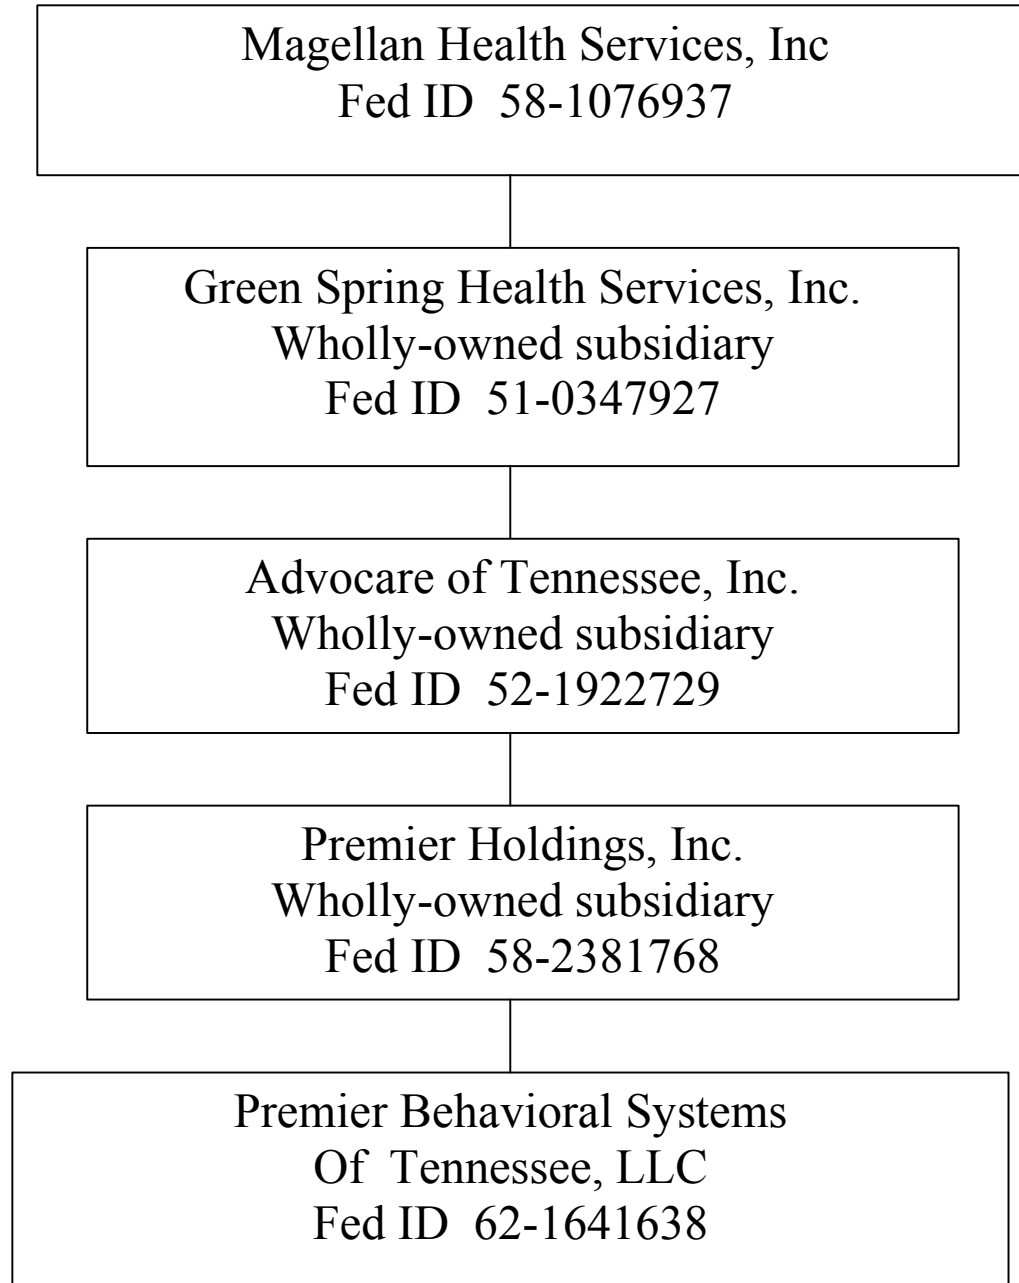 Magellan Health Services, Inc
Fed ID 58-1076937
Green Spring Health Services, Inc.
Wholly-owned subsidiary
Fed ID 51-0347927
Advocare of Tennessee, Inc.
Wholly-owned subsidiary
Fed ID 52-1922729
Premier Holdings, Inc.
Wholly-owned subsidiary
Fed ID 58-2381768
Premier Behavioral Systems
Of Tennessee, LLC
Fed ID 62-1641638